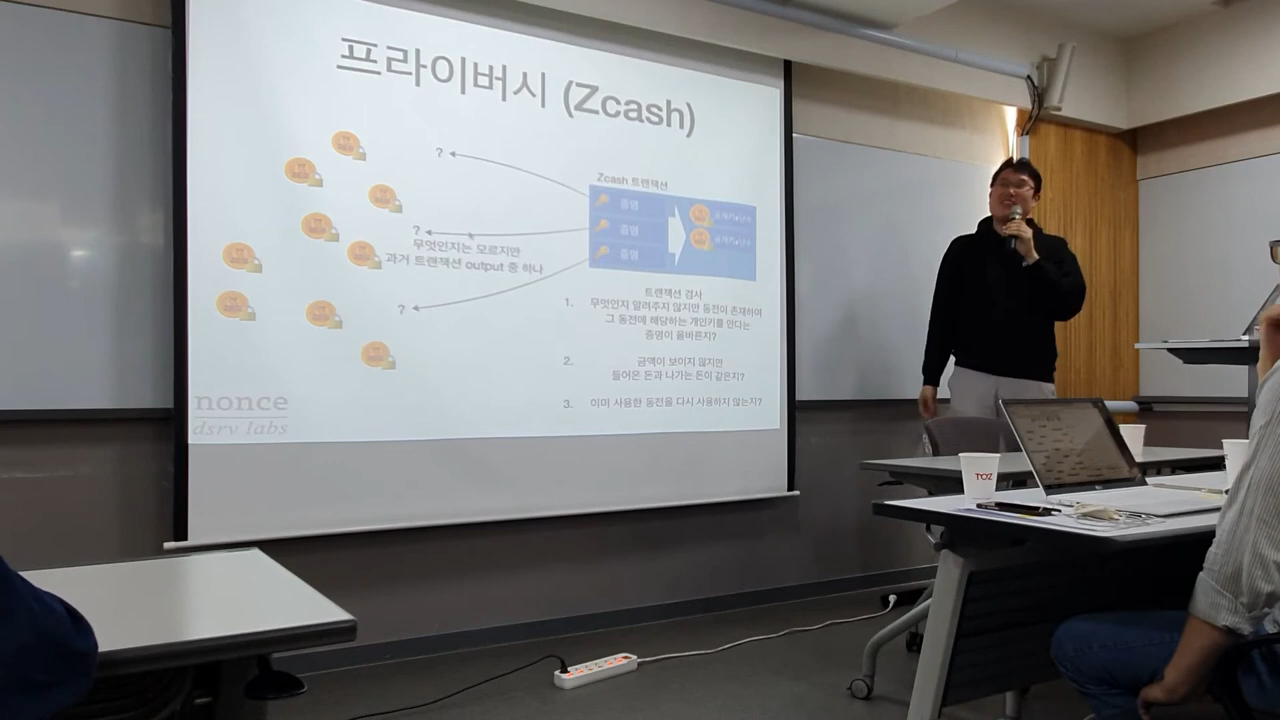 프라이버시 (Zcash)
?
Zcash 트랜잭션
증명
증명
증명
?
무엇인지는 모르지만
과거 트랜잭션 output 중 하나
?
트랜잭션 검사
1. 무엇인지 알려주지 않지만 동전이 존재하여
그 동전에 해당하는 개인키를 안다는
증명이 올바른지?
2. 금액이 보이지 않지만
들어온 돈과 나가는 돈이 같은지?
3. 이미 사용한 동전을 다시 사용하지 않는지?
nonce
dsrv labs
TOZ